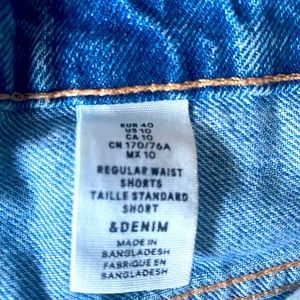 EUR 40
US 10
CA 10
CN 170/76A
MX 10
REGULAR WAIST
SHORTS
TAILLE STANDARD
SHORT
&DENIM
MADE IN
BANGLADESH
FABRIQUE EN
BANGLADESH